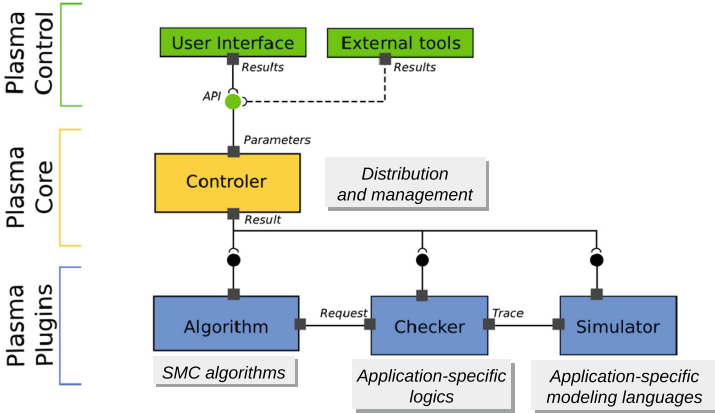 Plasma
Control
User Interface
External tools
Results
Results
API
Parameters
Plasma
Core
Controler
Distribution
and management
Result
Plasma
Plugins
Algorithm
Request
Checker
Trace
Simulator
SMC algorithms
Application-specific
logics
Application-specific
modeling languages